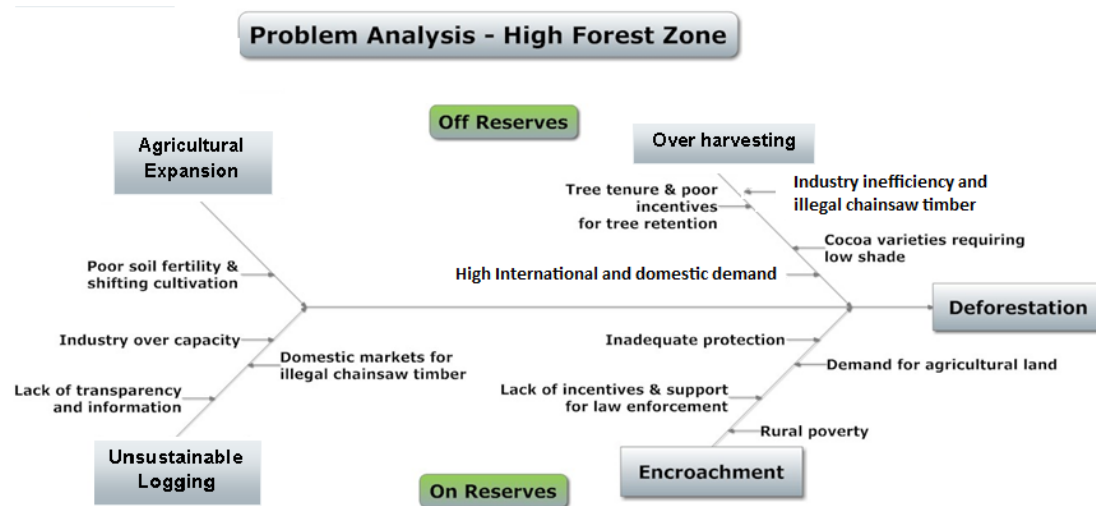 Problem Analysis - High Forest Zone
Off Reserves
Agricultural
Expansion
Over harvesting
Tree tenure & poor
incentives
for tree retention
Industry inefficiency and
illegal chainsaw timber
Cocoa varieties requiring
low shade
Poor soil fertility &
shifting cultivation
High International and domestic demand
Deforestation
Industry over capacity
Domestic markets for
illegal chainsaw timber
Lack of transparency
and information
Inadequate protection
Demand for agricultural land
Lack of incentives & support
for law enforcement
Rural poverty
Unsustainable
Logging
Encroachment
On Reserves